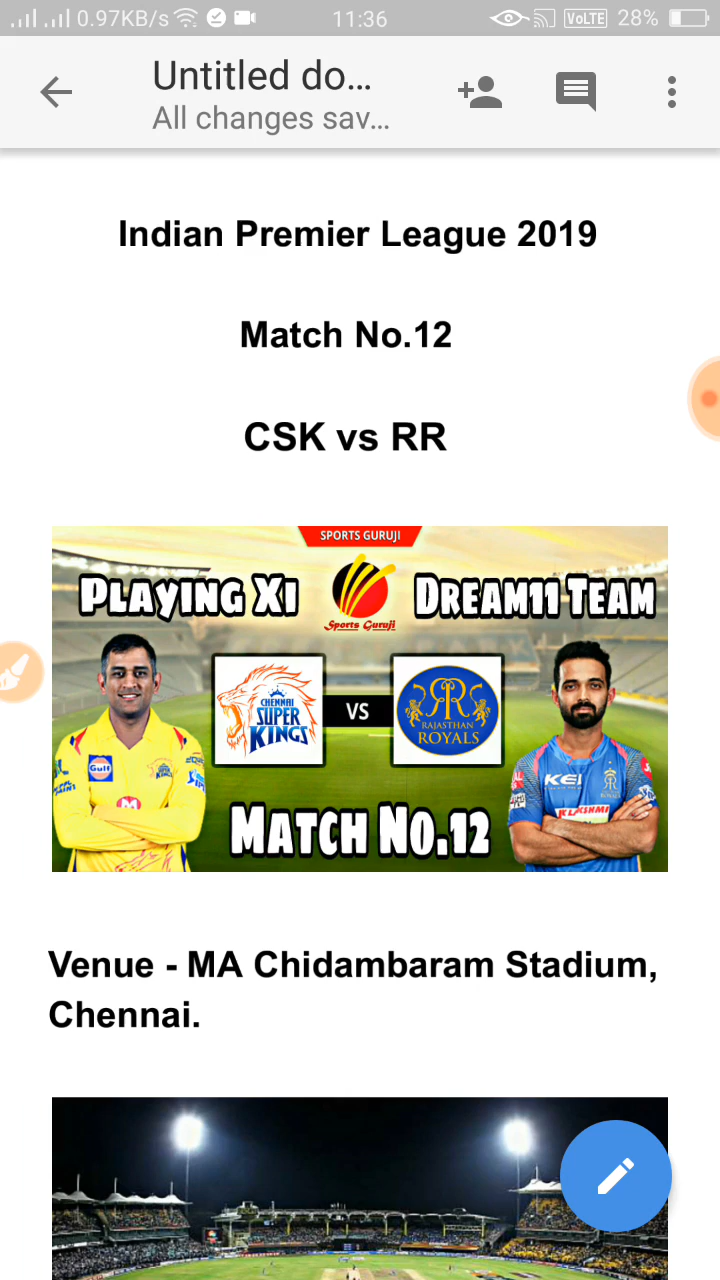 0.97KB/s 11:36 VoLTE 28%
Untitled do...
All changes sav...
Indian Premier League 2019
Match No.12
CSK vs RR
SPORTS GURUJI
PLAYING XI
Sports Guruji
DREAM11 TEAM
CHENNAI
SUPER
KINGS
VS
RR
RAJASTHAN
ROYALS
Gulf
KEI
LAKSHMI
MATCH NO.12
Venue - MA Chidambaram Stadium,
Chennai.